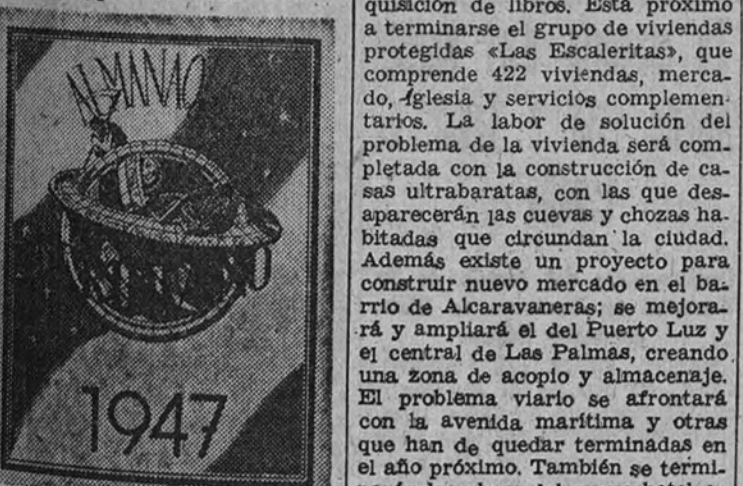 ALMANAC
1947
quisición de libros. Está próximo
a terminarse el grupo de viviendas
protegidas «Las Escaleritas», que
comprende 422 viviendas, merca-
do, Iglesia y servicios complemen-
tarios. La labor de solución del
problema de la vivienda será com-
pletada con la construcción de ca-
sas ultrabaratas, con las que des-
aparecerán las cuevas y chozas ha-
bitadas que circundan la ciudad.
Además existe un proyecto para
construir nuevo mercado en el ba-
rrio de Alcaravaneras; se mejora-
rá y ampliará el del Puerto Luz y
el central de Las Palmas, creando
una zona de acopio y almacenaje.
El problema viario se afrontará
con la avenida marítima y otras
que han de quedar terminadas en
el año próximo. También se termi-